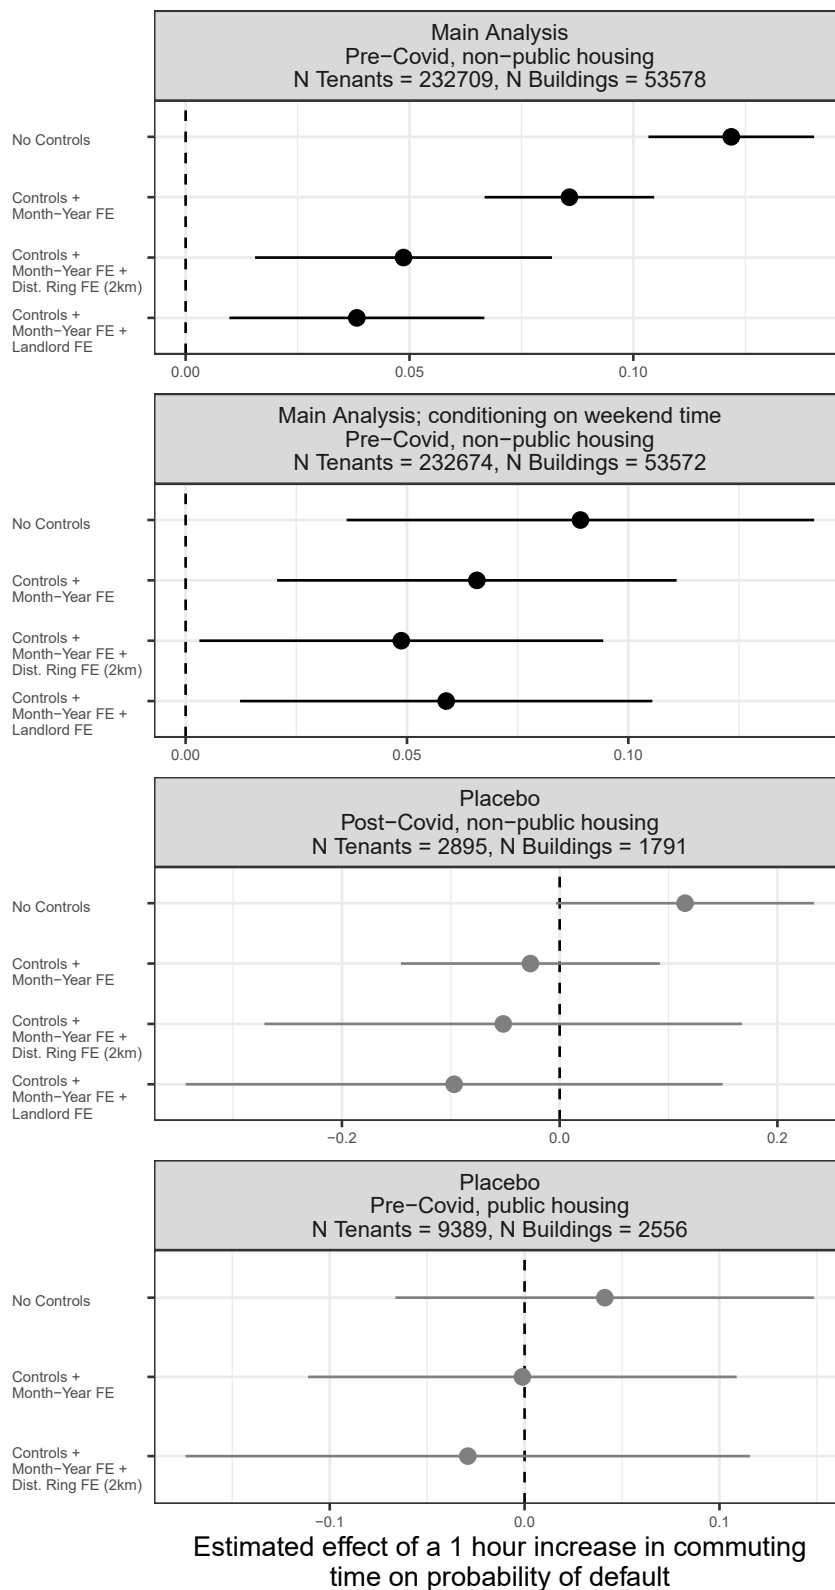 Main Analysis
Pre−Covid, non−public housing
N Tenants = 232709, N Buildings = 53578
No Controls
Controls +
Month−Year FE
Controls +
Month−Year FE +
Dist. Ring FE (2km)
Controls +
Month−Year FE +
Landlord FE
0.00 0.05 0.10
Main Analysis; conditioning on weekend time
Pre−Covid, non−public housing
N Tenants = 232674, N Buildings = 53572
No Controls
Controls +
Month−Year FE
Controls +
Month−Year FE +
Dist. Ring FE (2km)
Controls +
Month−Year FE +
Landlord FE
0.00 0.05 0.10
Placebo
Post−Covid, non−public housing
N Tenants = 2895, N Buildings = 1791
No Controls
Controls +
Month−Year FE
Controls +
Month−Year FE +
Dist. Ring FE (2km)
Controls +
Month−Year FE +
Landlord FE
−0.2 0.0 0.2
Placebo
Pre−Covid, public housing
N Tenants = 9389, N Buildings = 2556
No Controls
Controls +
Month−Year FE
Controls +
Month−Year FE +
Dist. Ring FE (2km)
−0.1 0.0 0.1
Estimated effect of a 1 hour increase in commuting
time on probability of default